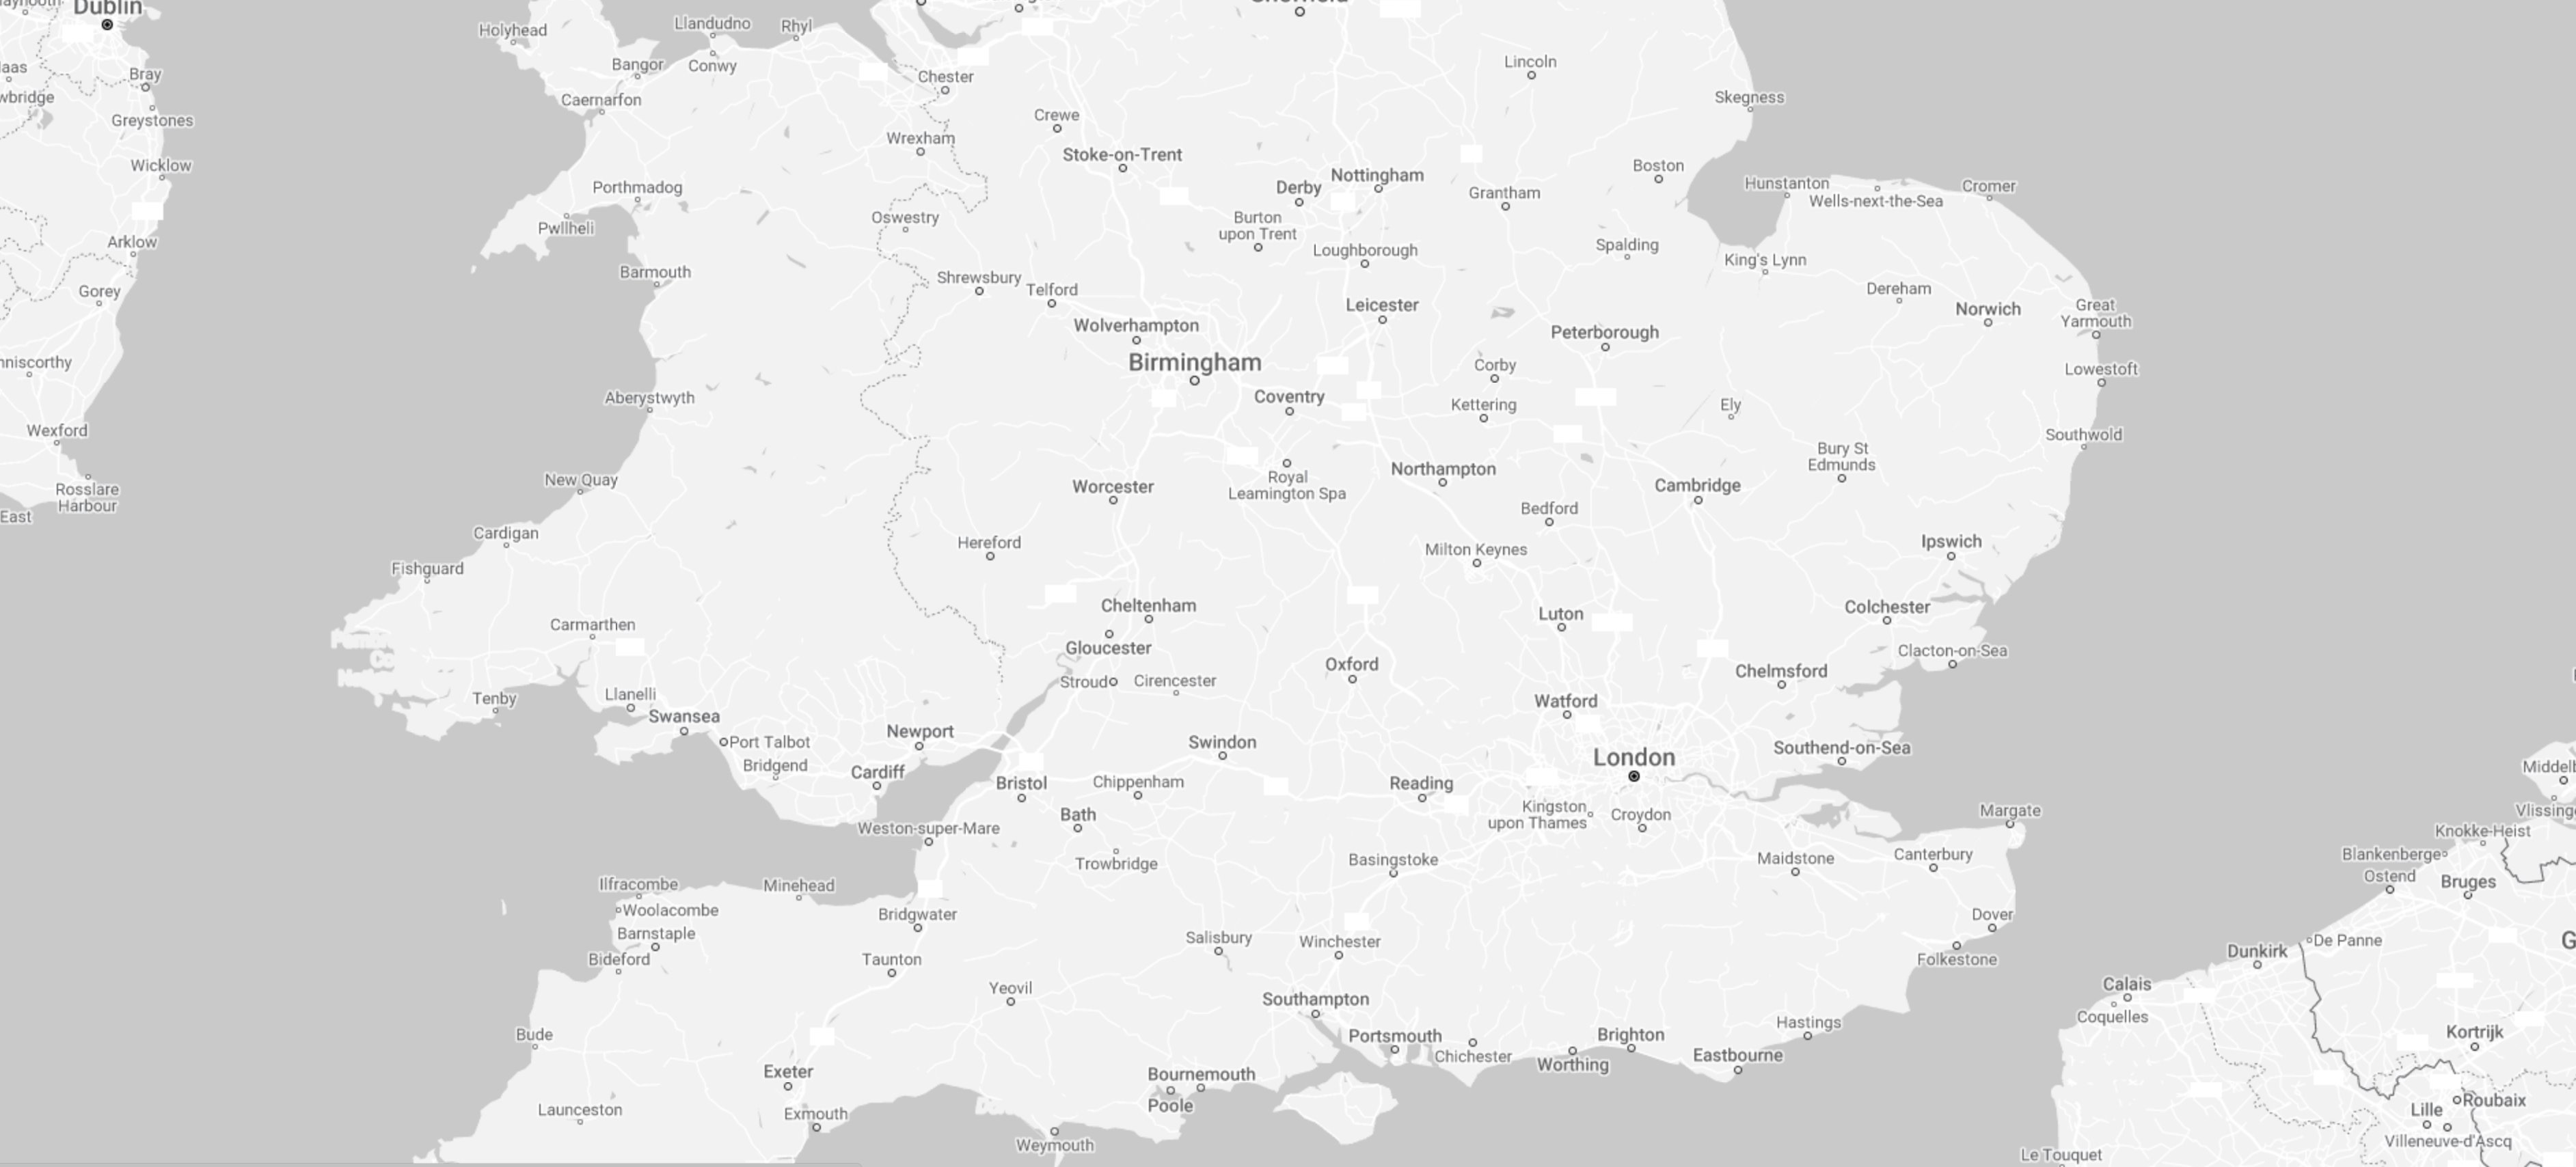 Dublin
Holyhead
Llandudno
Rhyl
Bangor
Conwy
Chester
Lincoln
Bray
Caernarfon
Skegness
Greystones
Crewe
Wrexham
Stoke-on-Trent
Wicklow
Nottingham
Boston
Porthmadog
Derby
Grantham
Hunstanton
Cromer
Wells-next-the-Sea
Oswestry
Burton
upon Trent
Pwllheli
Arklow
Loughborough
Spalding
King's Lynn
Barmouth
Shrewsbury
Telford
Gorey
Leicester
Dereham
Norwich
Great
Yarmouth
Wolverhampton
Peterborough
Birmingham
Corby
Lowestoft
Aberystwyth
Coventry
Kettering
Ely
Wexford
Southwold
Bury St
Edmunds
Northampton
New Quay
Rosslare
Harbour
Worcester
Royal
Leamington Spa
Cambridge
East
Bedford
Cardigan
Hereford
Milton Keynes
Ipswich
Fishguard
Cheltenham
Luton
Colchester
Carmarthen
Gloucester
Clacton-on-Sea
Oxford
Chelmsford
Stroud
Cirencester
Tenby
Llanelli
Watford
Swansea
Newport
Port Talbot
Swindon
Southend-on-Sea
London
Bridgend
Cardiff
Bristol
Chippenham
Reading
Kingston
upon Thames
Croydon
Margate
Bath
Weston-super-Mare
Knokke-Heist
Trowbridge
Basingstoke
Maidstone
Canterbury
Blankenberge
Ostend
Bruges
Ilfracombe
Minehead
Woolacombe
Bridgwater
Dover
Barnstaple
Salisbury
Winchester
De Panne
Bideford
Taunton
Folkestone
Dunkirk
Yeovil
Southampton
Calais
Coquelles
Bude
Portsmouth
Chichester
Brighton
Worthing
Hastings
Kortrijk
Eastbourne
Exeter
Bournemouth
Poole
Launceston
Exmouth
Lille
Roubaix
Villeneuve-d'Ascq
Weymouth
Le Touquet